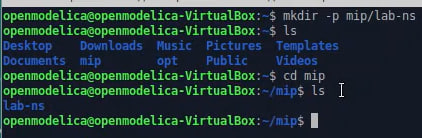 openmodelica@openmodelica-VirtualBox:~$ mkdir -p mip/lab-ns
openmodelica@openmodelica-VirtualBox:~$ ls
Desktop Downloads Music Pictures Templates
Documents mip opt Public Videos
openmodelica@openmodelica-VirtualBox:~$ cd mip
openmodelica@openmodelica-VirtualBox:~/mip$ ls
lab-ns
openmodelica@openmodelica-VirtualBox:~/mip$